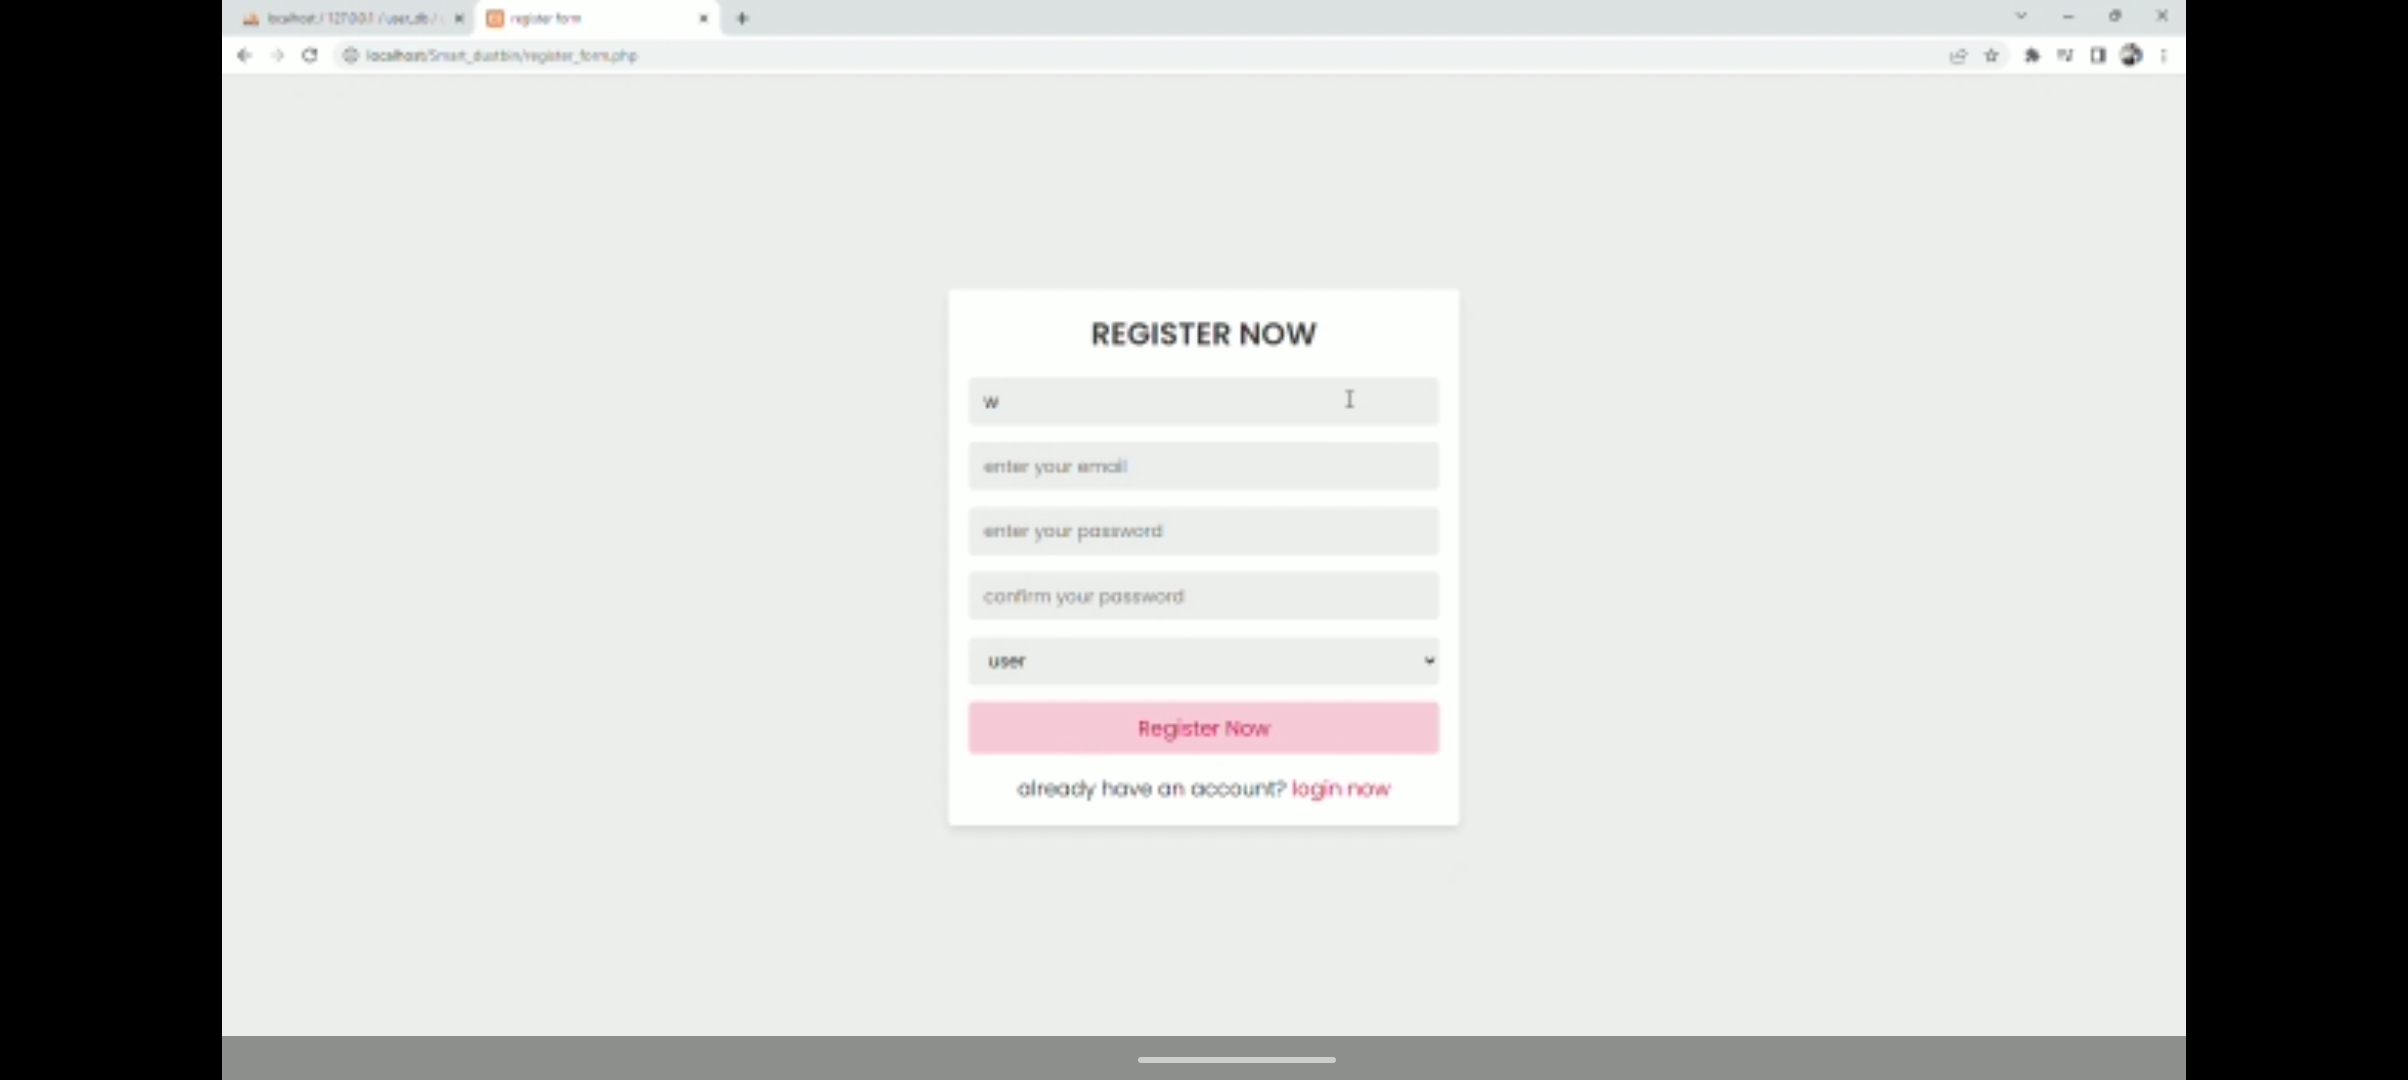 localhost / 127.0.0.1 / user_db /
register form
localhost/Smart_dustbin/register_form.php
REGISTER NOW
w
enter your email
enter your password
confirm your password
user
Register Now
already have an account? login now